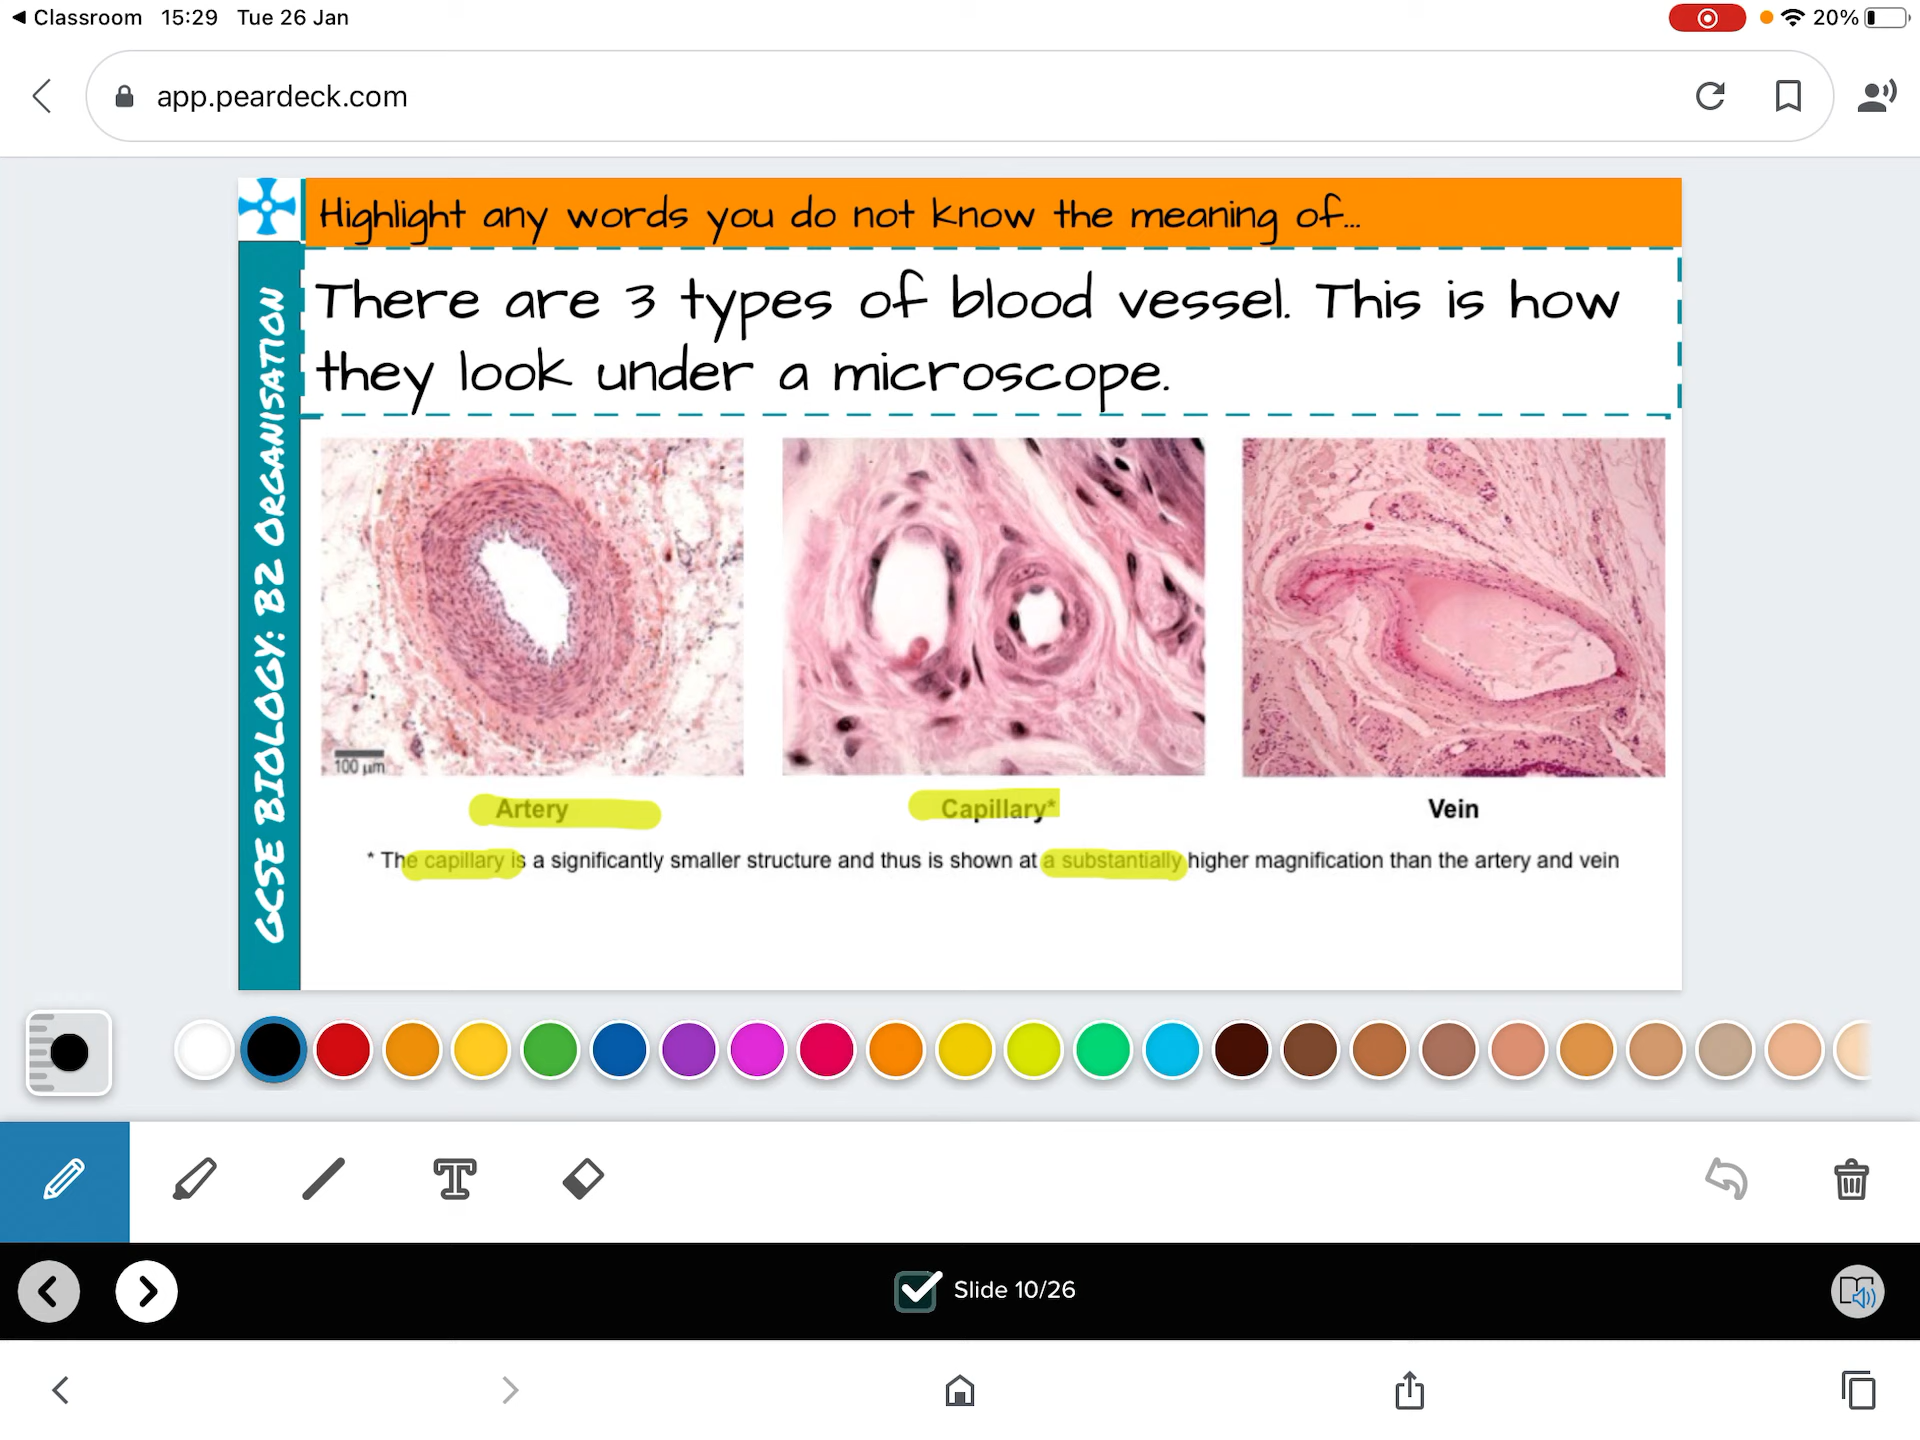 Classroom 15:29 Tue 26 Jan
20%
app.peardeck.com
Highlight any words you do not know the meaning of...
GCSE BIOLOGY: B2 ORGANISATION
There are 3 types of blood vessel. This is how
they look under a microscope.
100 µm
Artery
Capillary*
Vein
* The capillary is a significantly smaller structure and thus is shown at a substantially higher magnification than the artery and vein
Slide 10/26